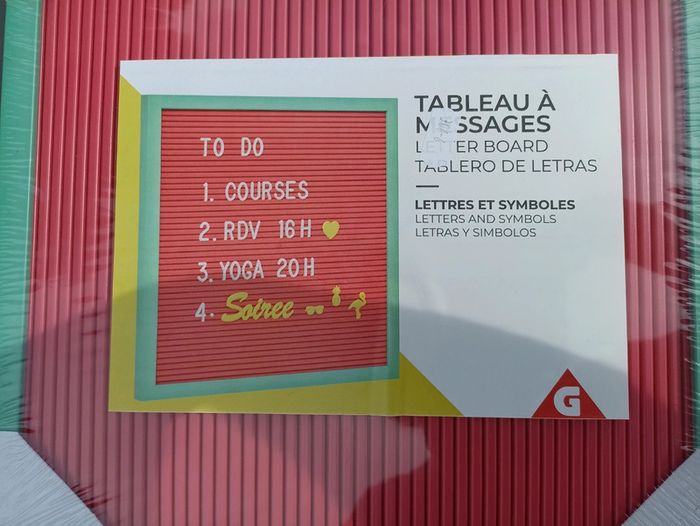 TO DO
1. COURSES
2. RDV 16H
3. YOGA 20H
4. Soiree
TABLEAU À
MESSAGES
LETTER BOARD
TABLERO DE LETRAS
LETTRES ET SYMBOLES
LETTERS AND SYMBOLS
LETRAS Y SIMBOLOS
G